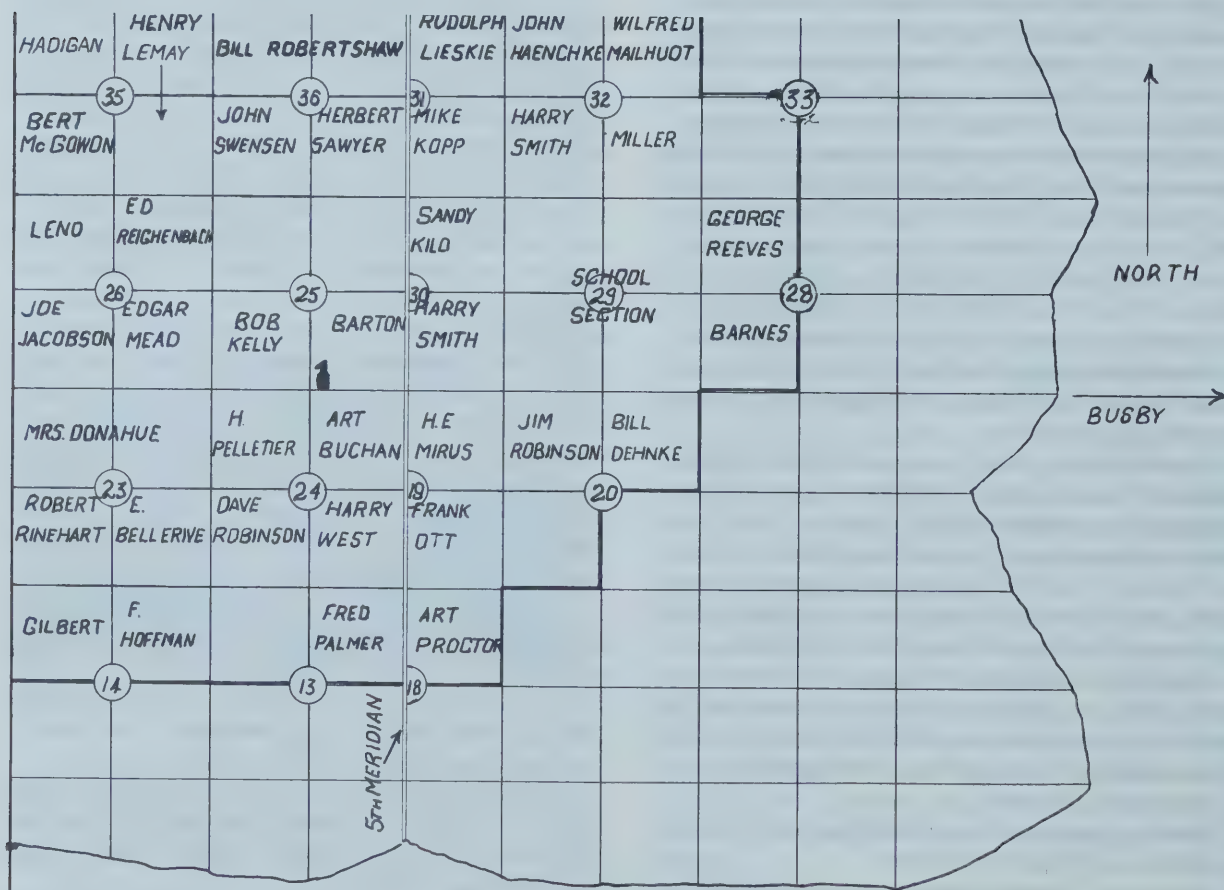 HADIGAN
HENRY
LEMAY
BILL ROBERTSHAW
RUDOLPH
LIESKIE
JOHN
HAENCHKE
WILFRED
MAILHUOT
35
36
31
32
33
BERT
McGOWON
JOHN
SWENSEN
HERBERT
SAWYER
MIKE
KOPP
HARRY
SMITH
MILLER
LENO
ED
REIGHENBACH
SANDY
KILO
GEORGE
REEVES
NORTH
26
25
30
SCHOOL
29
SECTION
28
JOE
JACOBSON
EDGAR
MEAD
BOB
KELLY
BARTON
HARRY
SMITH
BARNES
BUSBY
MRS. DONAHUE
H.
PELLETIER
ART
BUCHAN
H.E
MIRUS
JIM
ROBINSON
BILL
DEHNKE
23
24
19
20
ROBERT
RINEHART
E.
BELLERIVE
DAVE
ROBINSON
HARRY
WEST
FRANK
OTT
GILBERT
F.
HOFFMAN
FRED
PALMER
ART
PROCTOR
14
13
18
5TH MERIDIAN